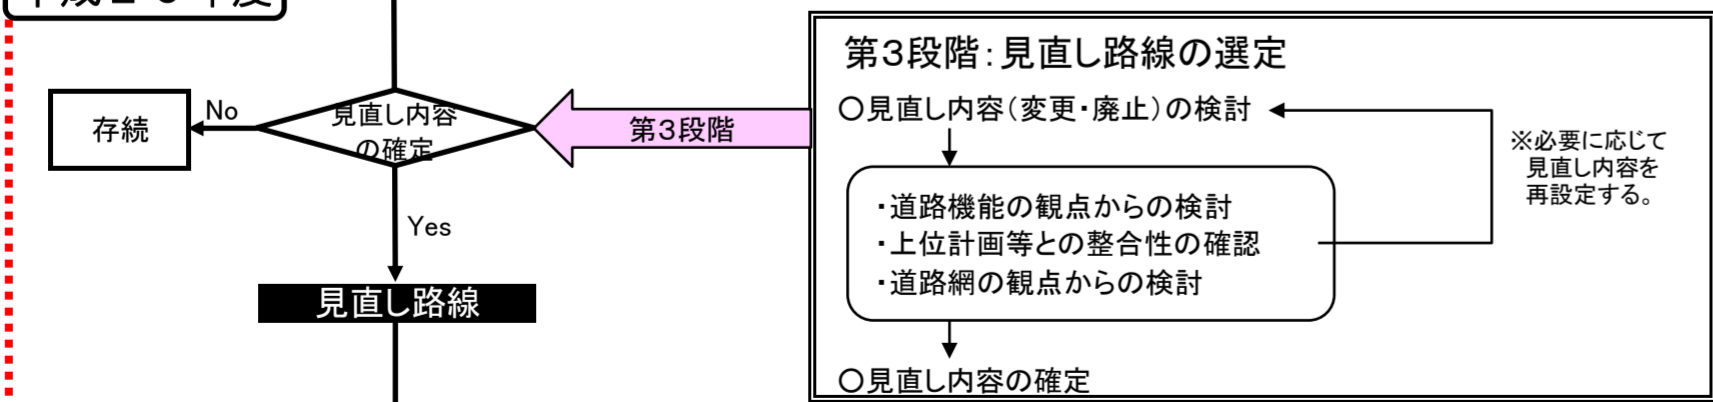 第3段階：見直し路線の選定
○見直し内容（変更・廃止）の検討
No
見直し内容
の確定
存続
第3段階
※必要に応じて
見直し内容を
再設定する。
・道路機能の観点からの検討
・上位計画等との整合性の確認
・道路網の観点からの検討
Yes
見直し路線
○見直し内容の確定